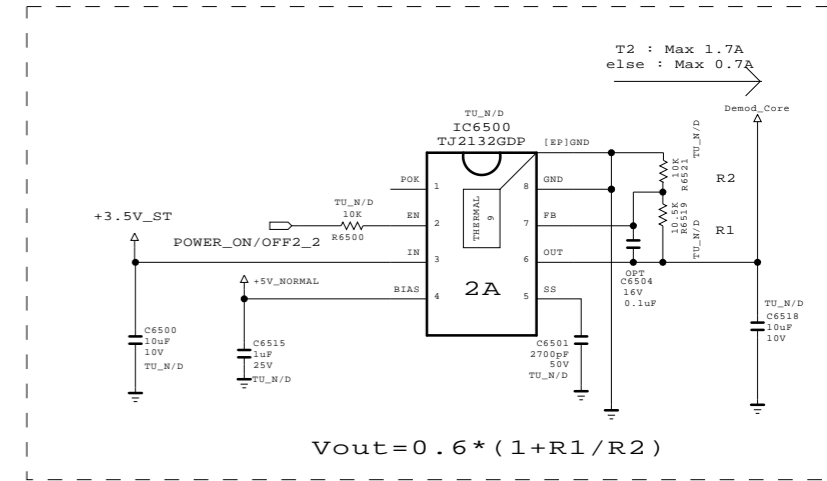 T2 : Max 1.7A
else : Max 0.7A
Demod_Core
TU_N/D
IC6500
TJ2132GDP
[EP]GND
TU_N/D
10K
R6521
R2
POK
1
THERMAL
9
8
GND
TU_N/D
10K
R6500
EN
2
7
FB
10.5K
R6519
TU_N/D
R1
+3.5V_ST
POWER_ON/OFF2_2
IN
3
6
OUT
+5V_NORMAL
BIAS
4
2A
5
SS
OPT
C6504
16V
0.1uF
C6500
10uF
10V
TU_N/D
C6515
1uF
25V
TU_N/D
C6501
2700pF
50V
TU_N/D
TU_N/D
C6518
10uF
10V
Vout=0.6*(1+R1/R2)